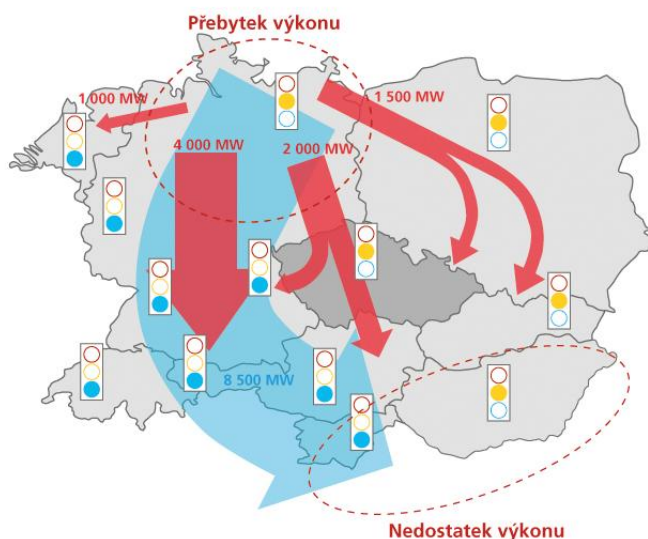 Přebytek výkonu
1 000 MW
1 500 MW
4 000 MW
2 000 MW
8 500 MW
Nedostatek výkonu